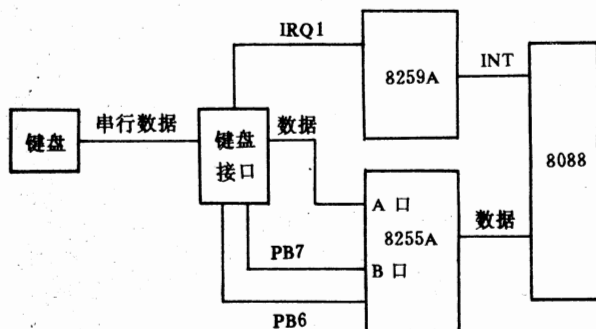 IRQ1
8259A
INT
键盘
串行数据
键盘
接口
数据
8088
A 口
8255A
数据
PB7
B 口
PB6